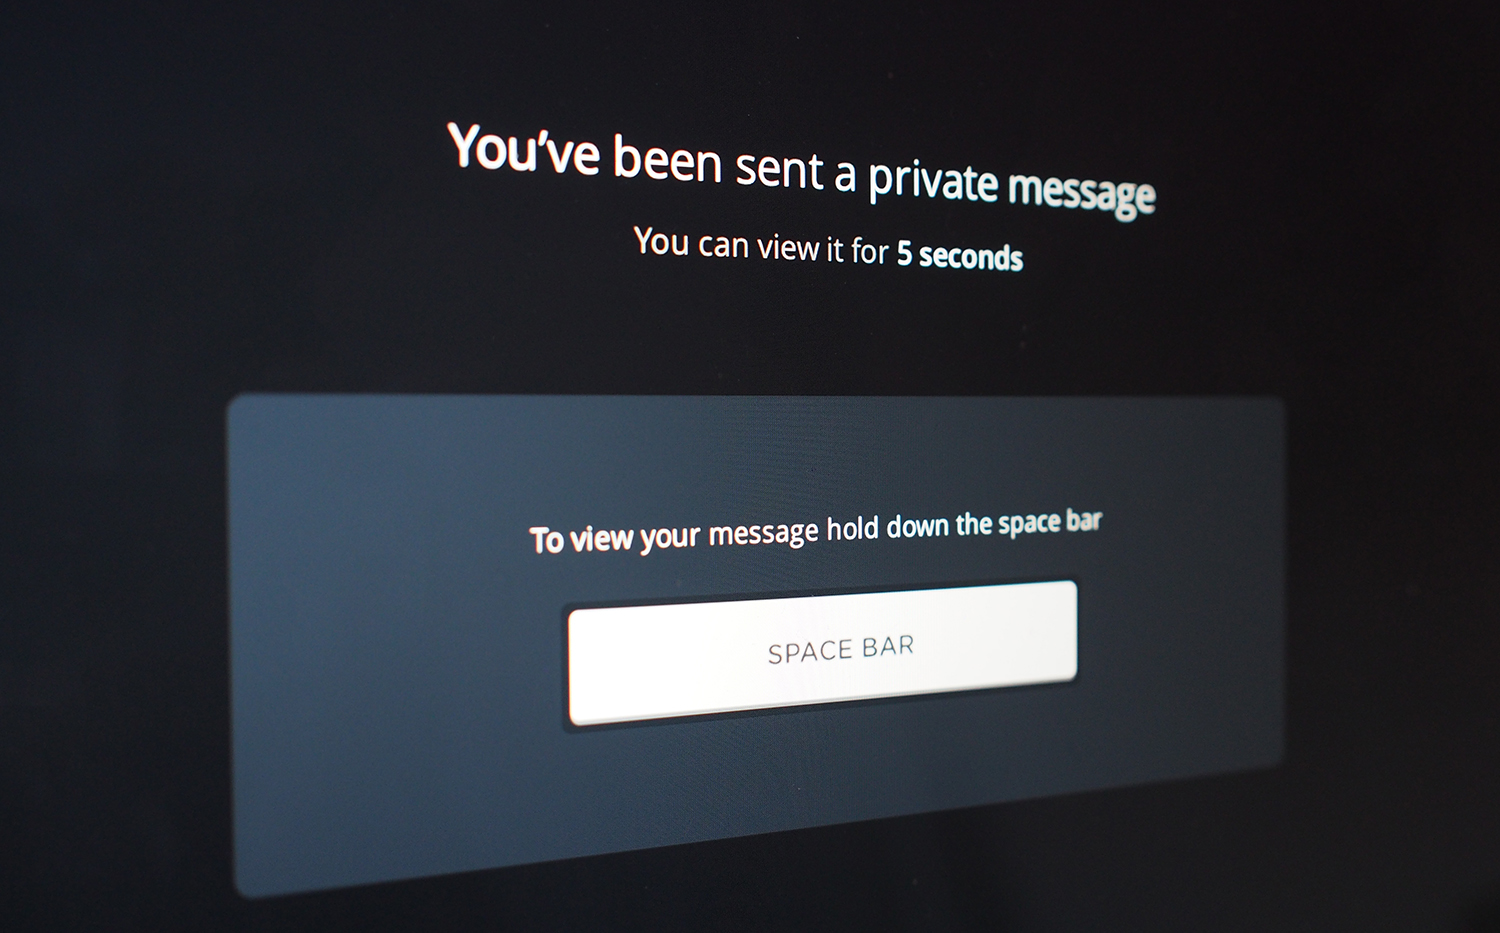 You’ve been sent a private message
You can view it for 5 seconds
To view your message hold down the space bar
SPACE BAR